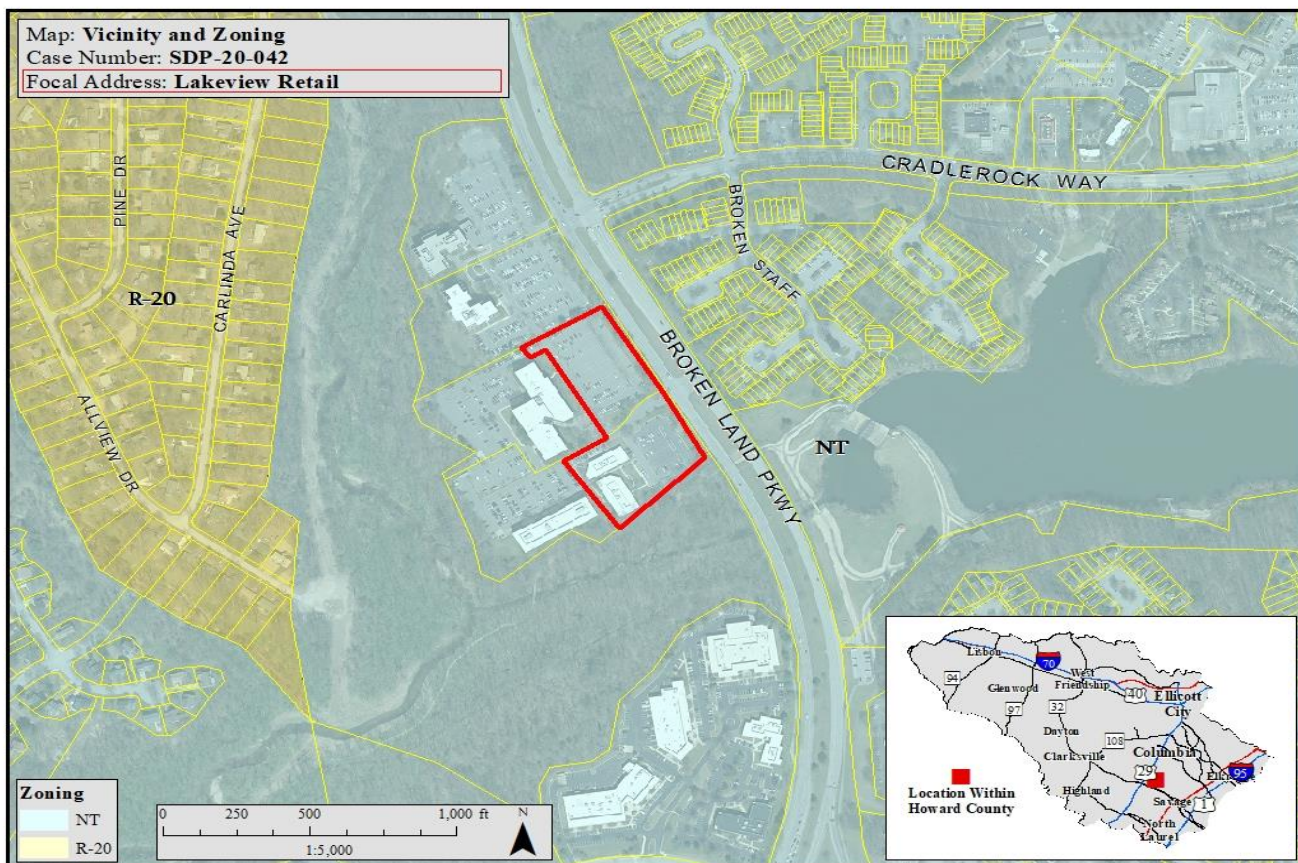 Map: Vicinity and Zoning
Case Number: SDP-20-042
Focal Address: Lakeview Retail
PINE DR
CARLINDA AVE
R-20
ALLVIEW DR
CRADLEROCK WAY
BROKEN STAFF
BROKEN LAND PKWY
NT
Zoning
NT
R-20
0 250 500 1,000 ft
1:5,000
N
Lisbon
70
West
Friendship
94
Glenwood
40
Ellicott
City
97
32
Dayton
108
Clarksville
Columbia
29
95
Highland
Savage
1
North
Laurel
Location Within
Howard County